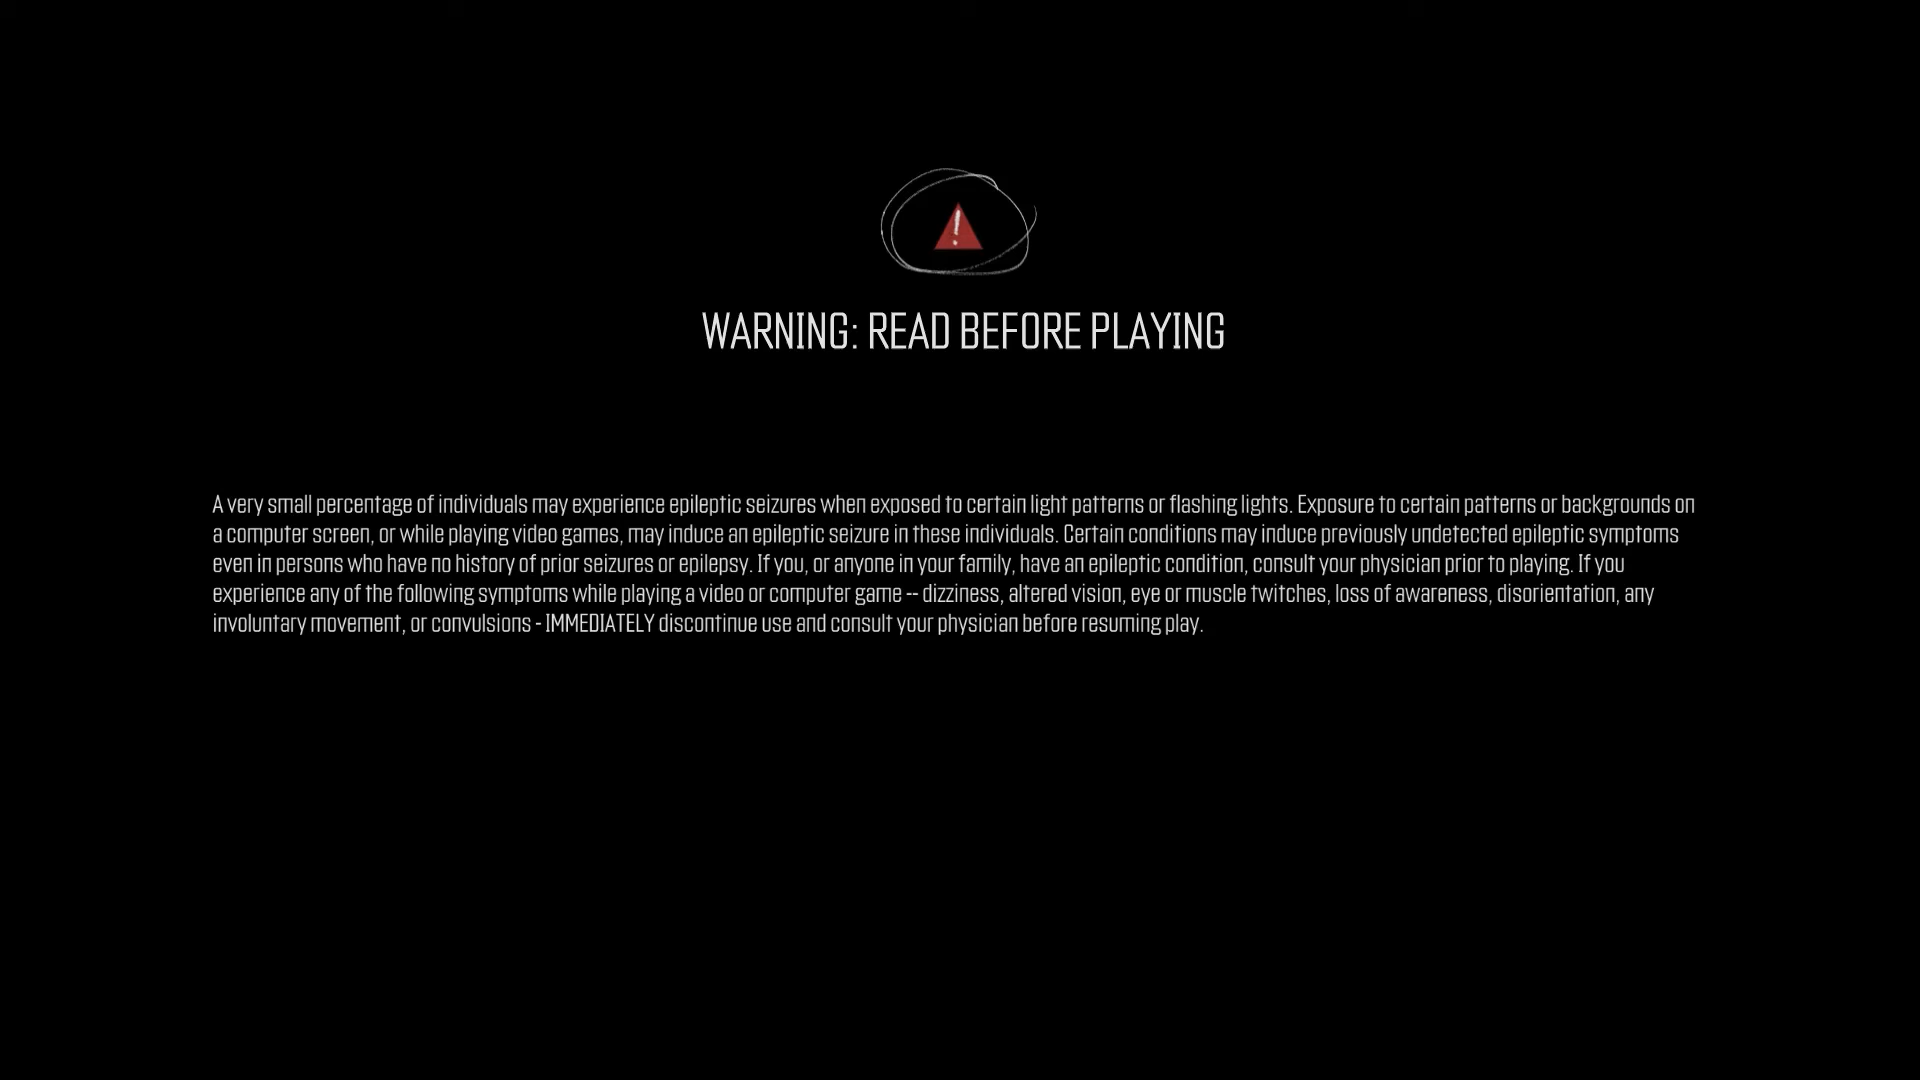 WARNING: READ BEFORE PLAYING
A very small percentage of individuals may experience epileptic seizures when exposed to certain light patterns or flashing lights. Exposure to certain patterns or backgrounds on
a computer screen, or while playing video games, may induce an epileptic seizure in these individuals. Certain conditions may induce previously undetected epileptic symptoms
even in persons who have no history of prior seizures or epilepsy. If you, or anyone in your family, have an epileptic condition, consult your physician prior to playing. If you
experience any of the following symptoms while playing a video or computer game -- dizziness, altered vision, eye or muscle twitches, loss of awareness, disorientation, any
involuntary movement, or convulsions - IMMEDIATELY discontinue use and consult your physician before resuming play.